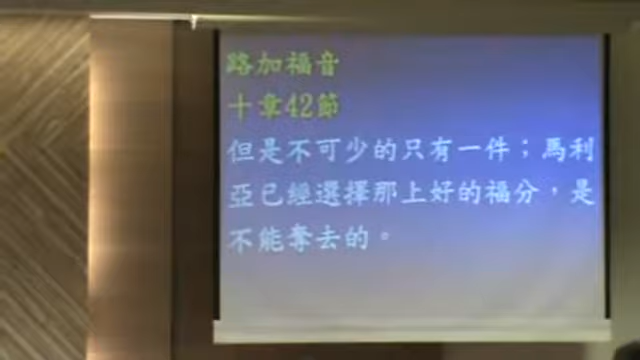 路加福音
十章42節
但是不可少的只有一件；馬利
亞已經選擇那上好的福分，是
不能奪去的。